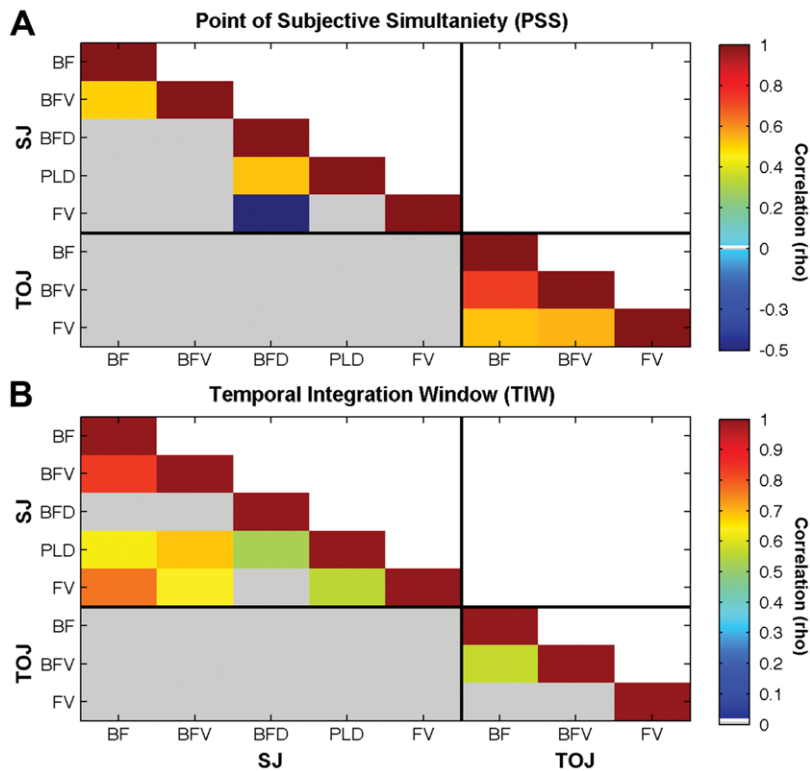 A
Point of Subjective Simultaniety (PSS)
BF
BFV
BFD
PLD
FV
BF
BFV
FV
SJ
TOJ
BF BFV BFD PLD FV BF BFV FV
1
0.8
0.6
0.4
0.2
0
-0.3
-0.5
Correlation (rho)
B
Temporal Integration Window (TIW)
BF
BFV
BFD
PLD
FV
BF
BFV
FV
SJ
TOJ
BF BFV BFD PLD FV BF BFV FV
SJ TOJ
1
0.9
0.8
0.7
0.6
0.5
0.4
0.3
0.2
0.1
0
Correlation (rho)